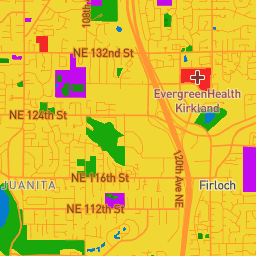 108th
NE 132nd St
EvergreenHealth
Kirkland
NE 124th St
120th Ave NE
NE 116th St
JUANITA
Firloch
NE 112th St